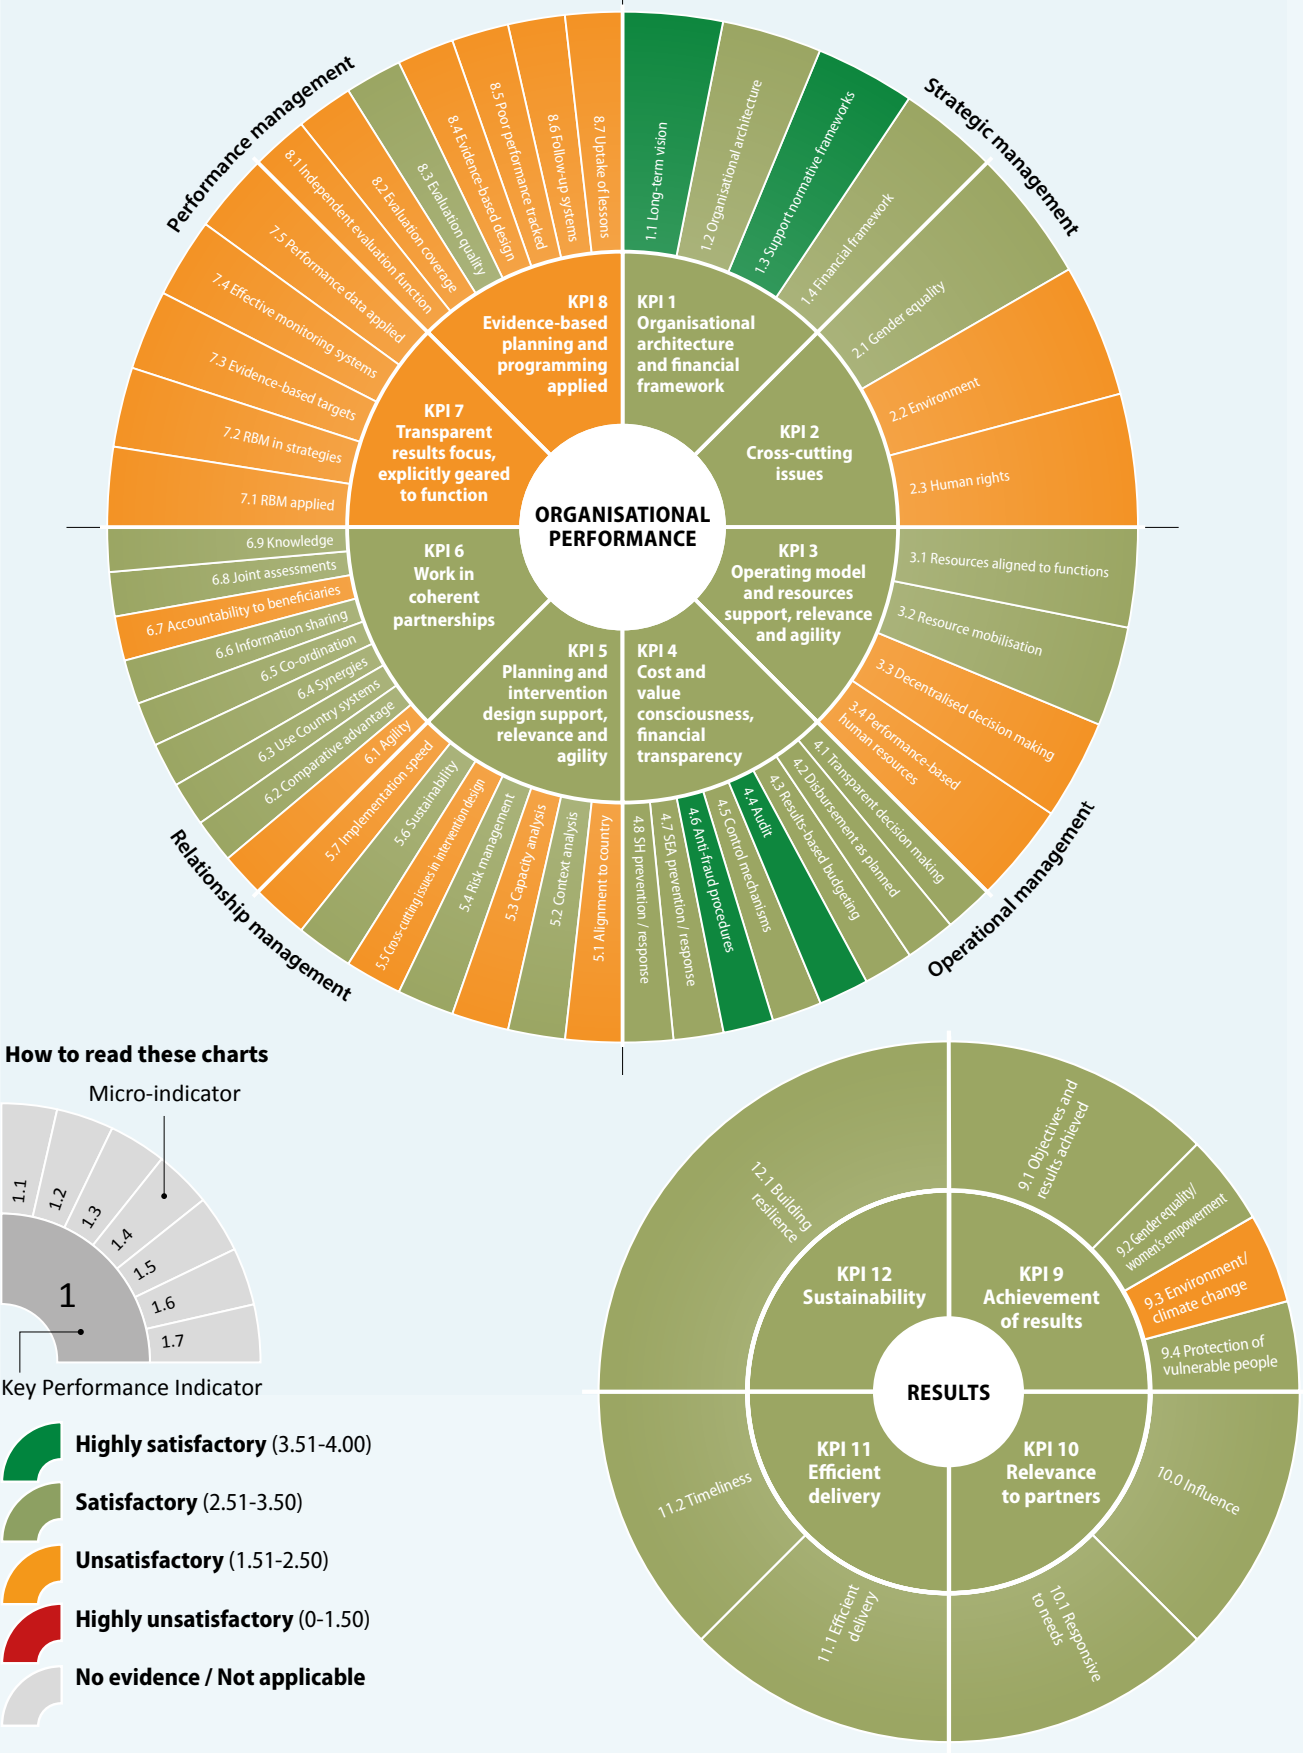 Performance management
Strategic management
Operational management
Relationship management
ORGANISATIONAL
PERFORMANCE
KPI 1
Organisational
architecture
and financial
framework
1.1 Long-term vision
1.2 Organisational architecture
1.3 Support normative frameworks
1.4 Financial framework
KPI 2
Cross-cutting
issues
2.1 Gender equality
2.2 Environment
2.3 Human rights
KPI 3
Operating model
and resources
support, relevance
and agility
3.1 Resources aligned to functions
3.2 Resource mobilisation
3.3 Decentralised decision making
3.4 Performance-based
human resources
KPI 4
Cost and
value
consciousness,
financial
transparency
4.1 Transparent decision making
4.2 Disbursement as planned
4.3 Results-based budgeting
4.4 Audit
4.5 Control mechanisms
4.6 Anti-fraud procedures
4.7 SEA prevention / response
4.8 SH prevention / response
KPI 5
Planning and
intervention
design support,
relevance and
agility
5.1 Alignment to country
5.2 Context analysis
5.3 Capacity analysis
5.4 Risk management
5.5 Cross-cutting issues in intervention design
5.6 Sustainability
5.7 Implementation speed
KPI 6
Work in
coherent
partnerships
6.1 Agility
6.2 Comparative advantage
6.3 Use Country systems
6.4 Synergies
6.5 Co-ordination
6.6 Information sharing
6.7 Accountability to beneficiaries
6.8 Joint assessments
6.9 Knowledge
KPI 7
Transparent
results focus,
explicitly geared
to function
7.1 RBM applied
7.2 RBM in strategies
7.3 Evidence-based targets
7.4 Effective monitoring systems
7.5 Performance data applied
KPI 8
Evidence-based
planning and
programming
applied
8.1 Independent evaluation function
8.2 Evaluation coverage
8.3 Evaluation quality
8.4 Evidence-based design
8.5 Poor performance tracked
8.6 Follow-up systems
8.7 Uptake of lessons
How to read these charts
Micro-indicator
1.1
1.2
1.3
1.4
1.5
1.6
1.7
1
Key Performance Indicator
Highly satisfactory (3.51-4.00)
Satisfactory (2.51-3.50)
Unsatisfactory (1.51-2.50)
Highly unsatisfactory (0-1.50)
No evidence / Not applicable
RESULTS
KPI 9
Achievement
of results
9.1 Objectives and
results achieved
9.2 Gender equality/
women's empowerment
9.3 Environment/
climate change
9.4 Protection of
vulnerable people
KPI 10
Relevance
to partners
10.0 Influence
10.1 Responsive
to needs
KPI 11
Efficient
delivery
11.1 Efficient
delivery
11.2 Timeliness
KPI 12
Sustainability
12.1 Building
resilience